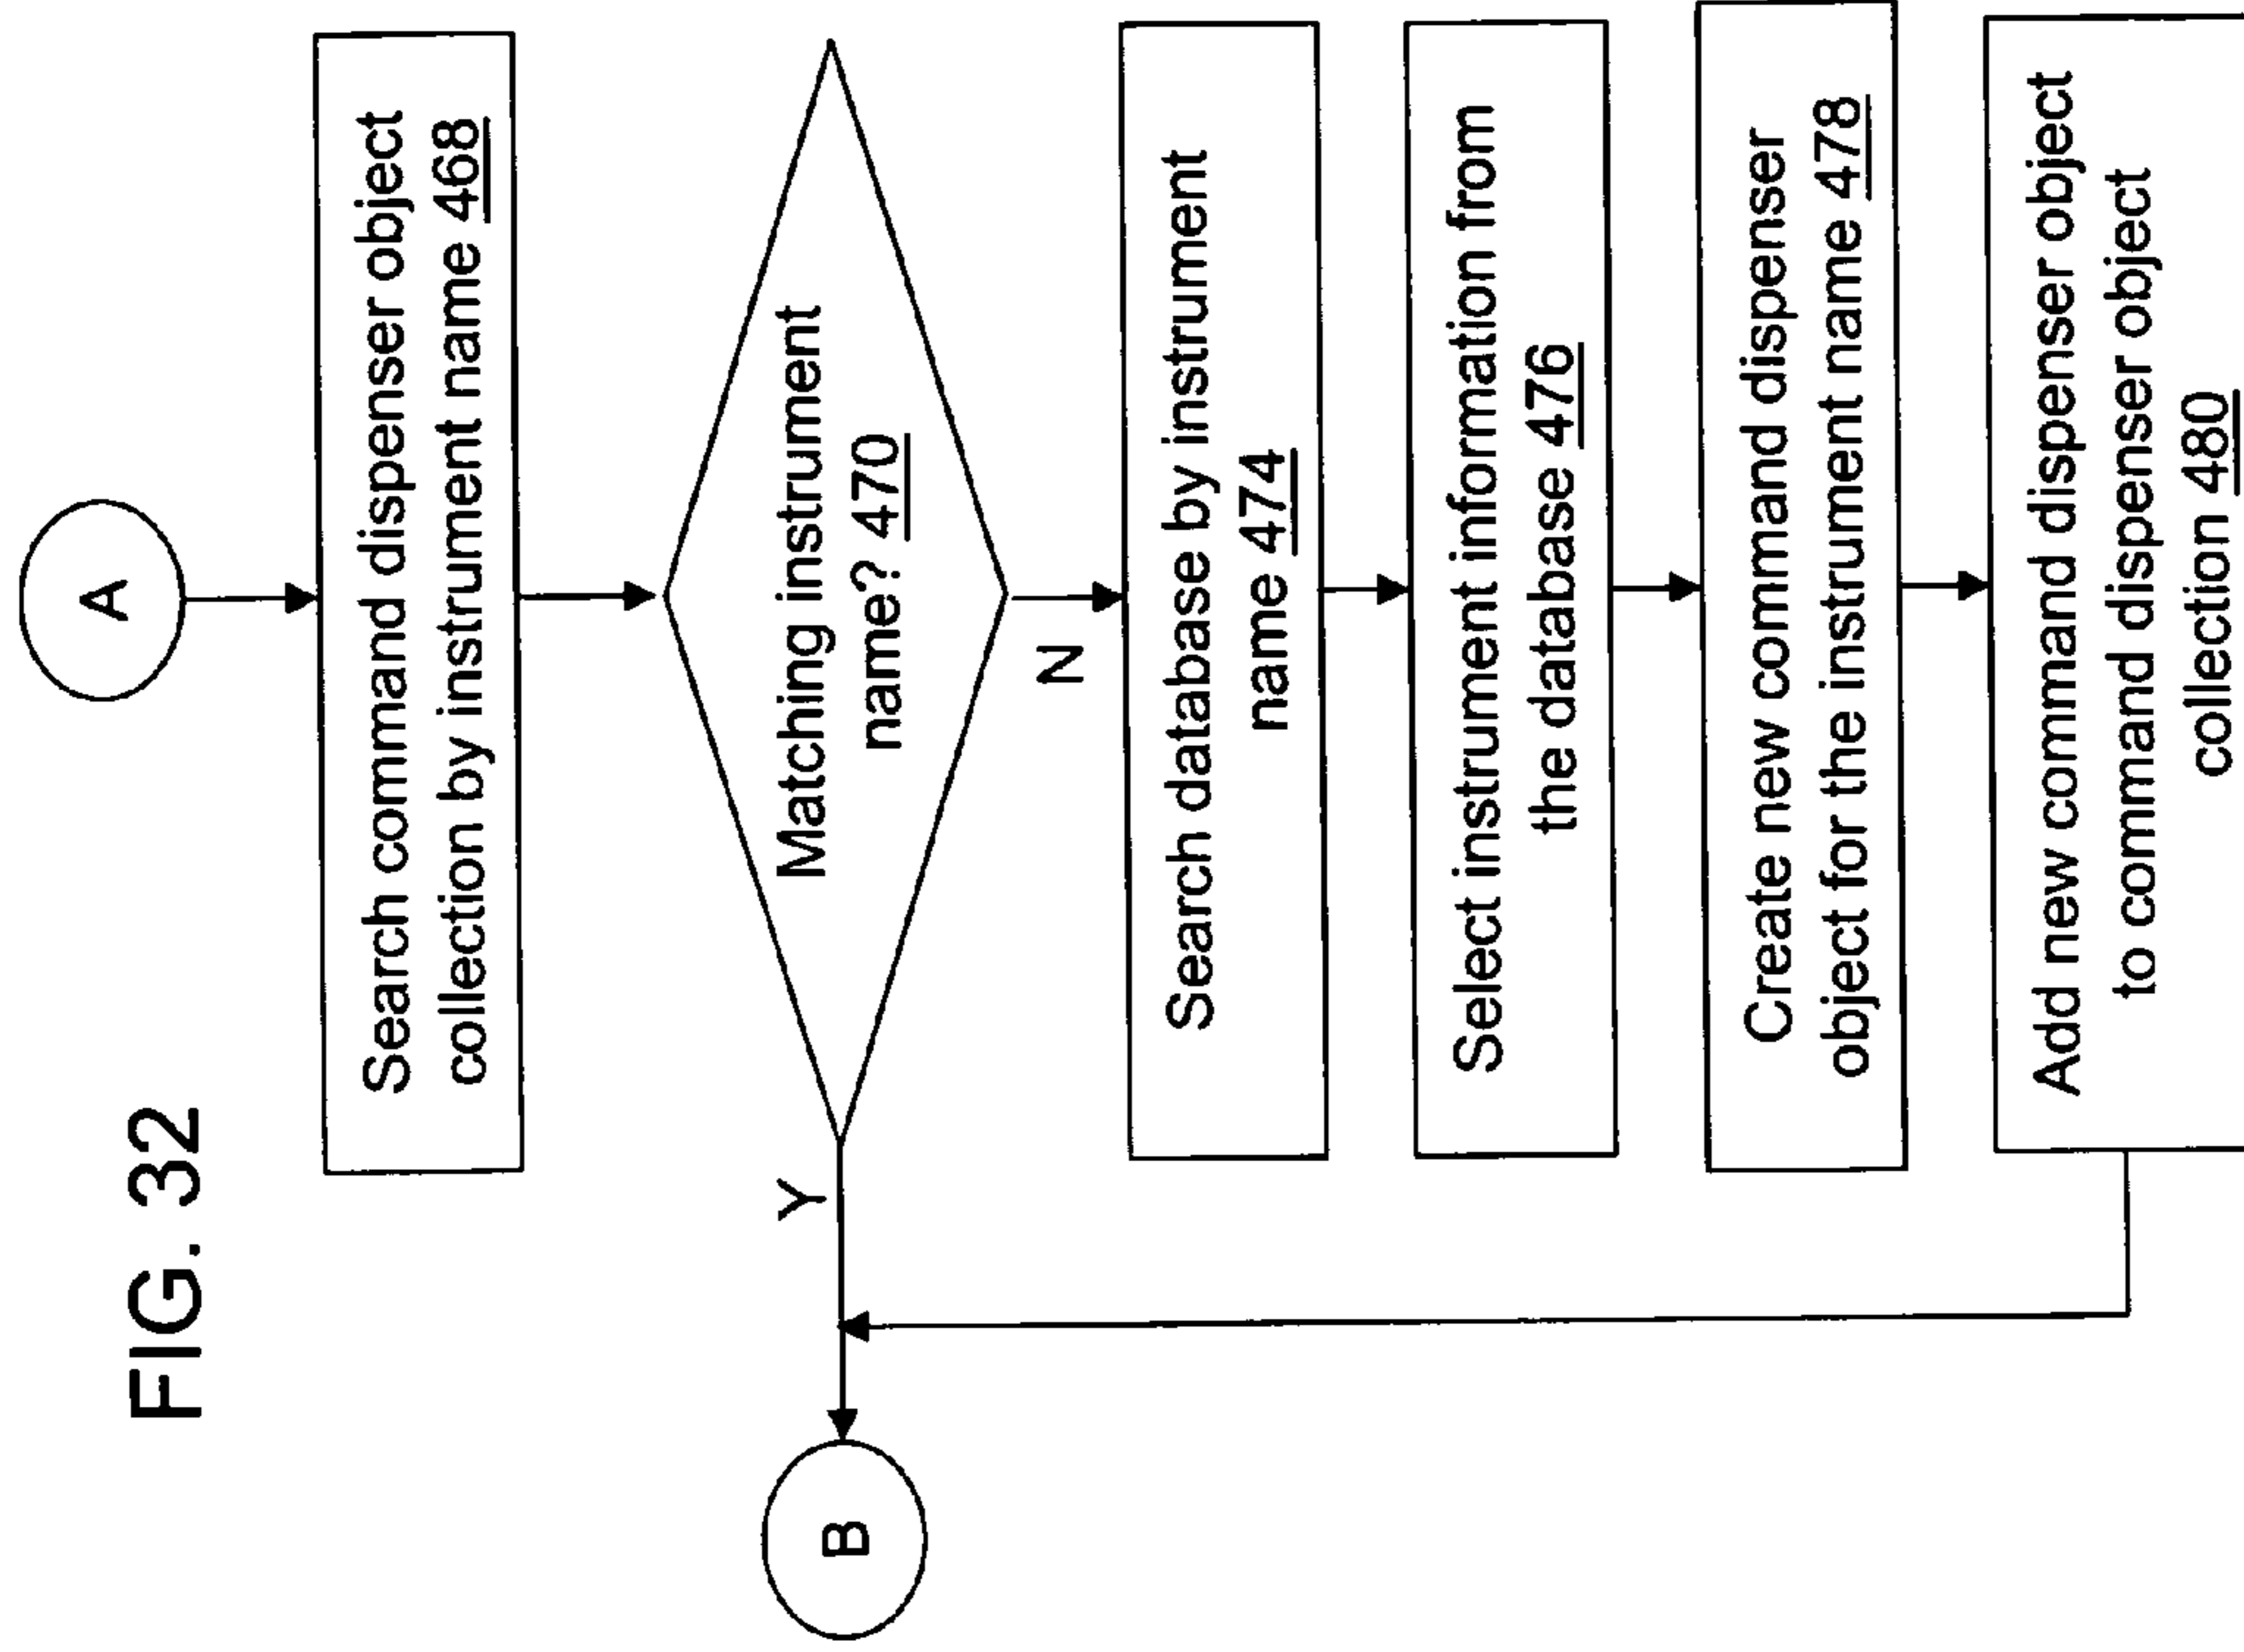 FIG. 32
A
Search command dispenser object
collection by instrument name 468
Matching instrument
name? 470
Y
B
N
Search database by instrument
name 474
Select instrument information from
the database 476
Create new command dispenser
object for the instrument name 478
Add new command dispenser object
to command dispenser object
collection 480